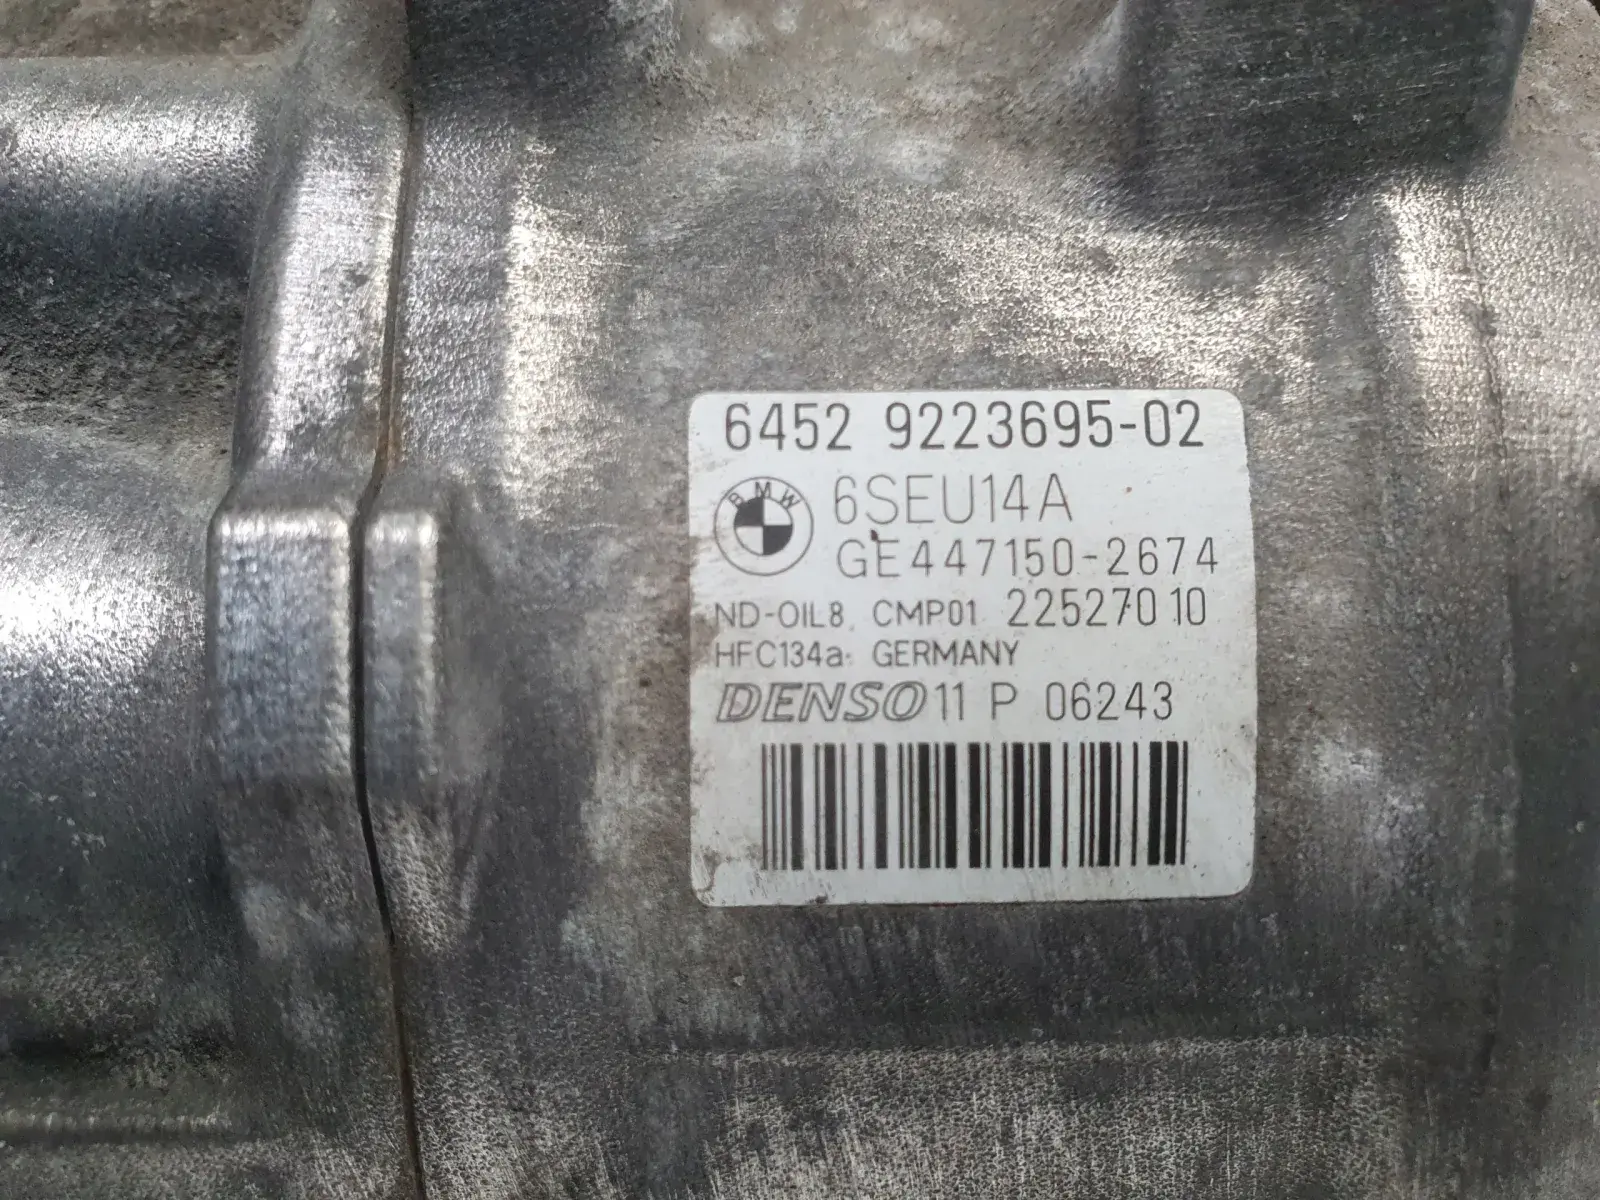 6452 9223695-02
BMW 6SEU14A
GE447150-2674
ND-OIL8 CMP01 22527010
HFC134a GERMANY
DENSO 11 P 06243